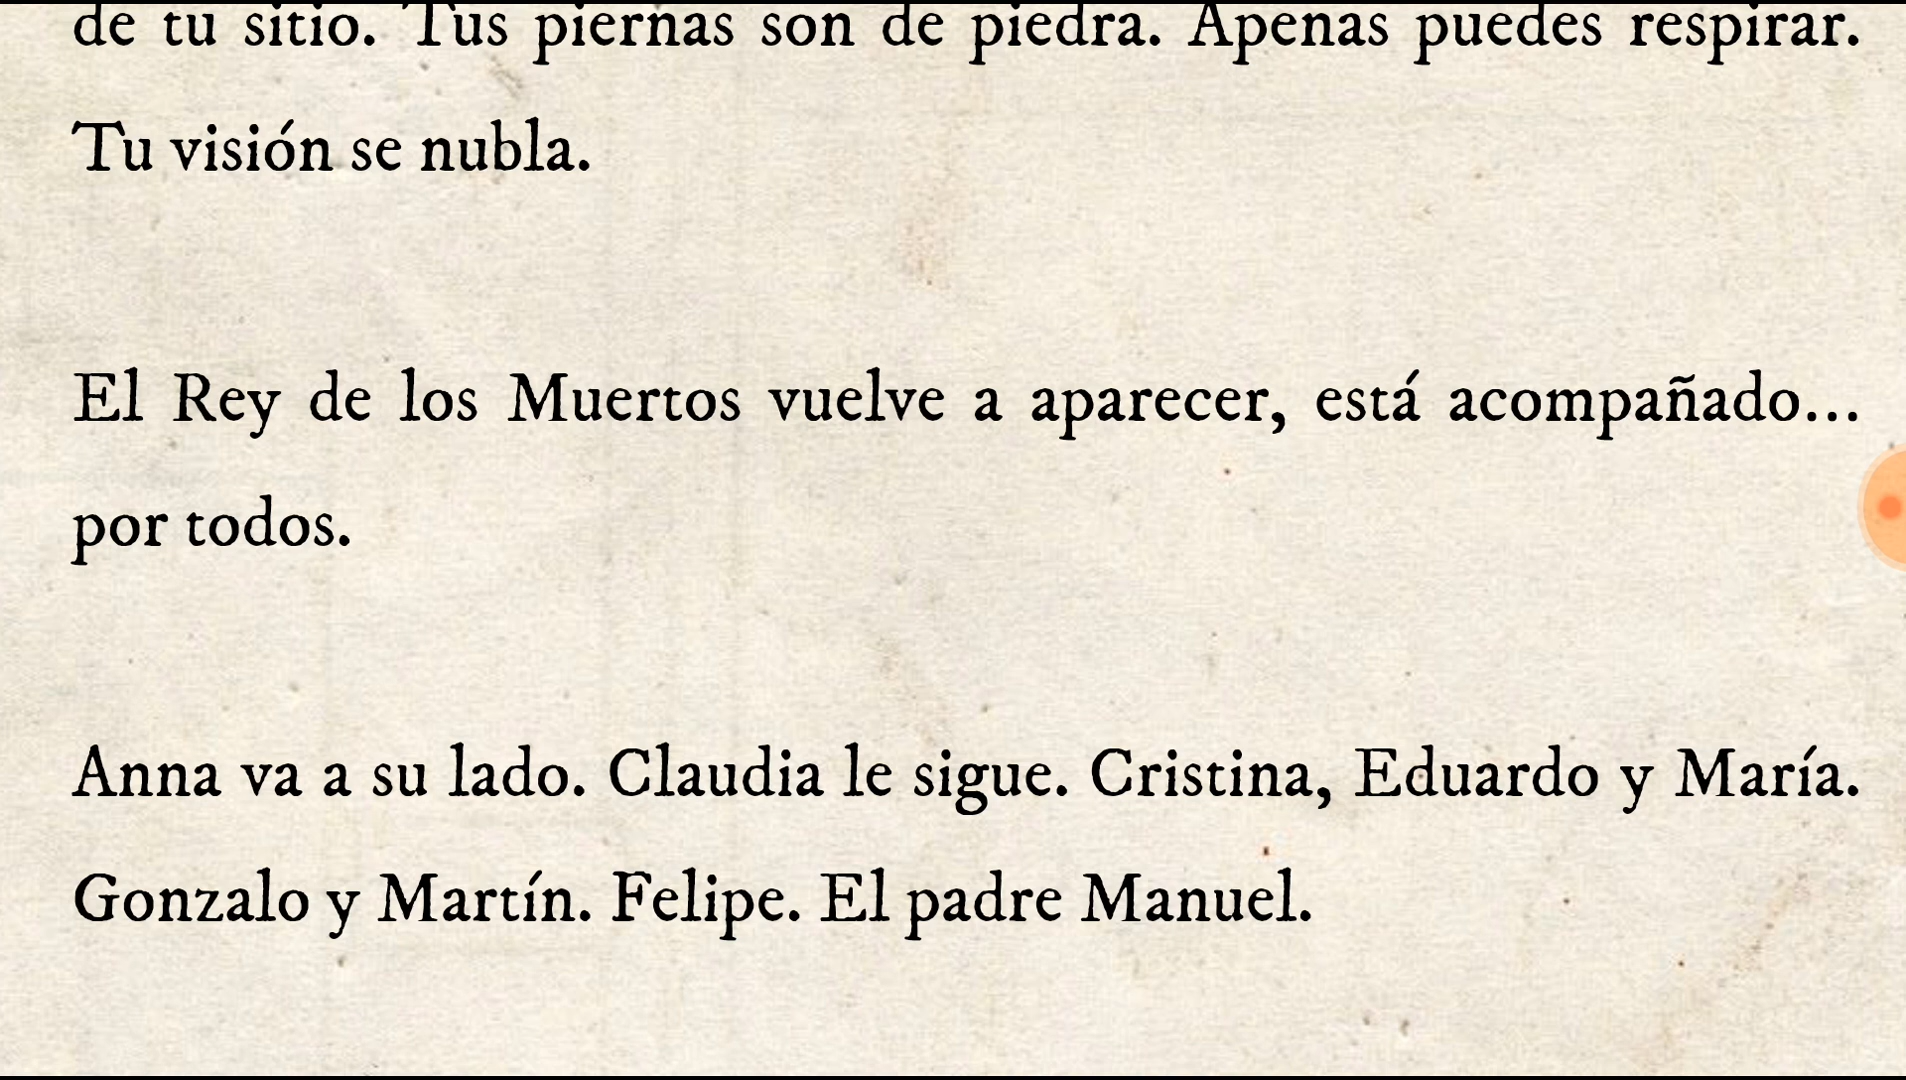 de tu sitio. Tus piernas son de piedra. Apenas puedes respirar.
Tu visión se nubla.
El Rey de los Muertos vuelve a aparecer, está acompañado...
por todos.
Anna va a su lado. Claudia le sigue. Cristina, Eduardo y María.
Gonzalo y Martín. Felipe. El padre Manuel.